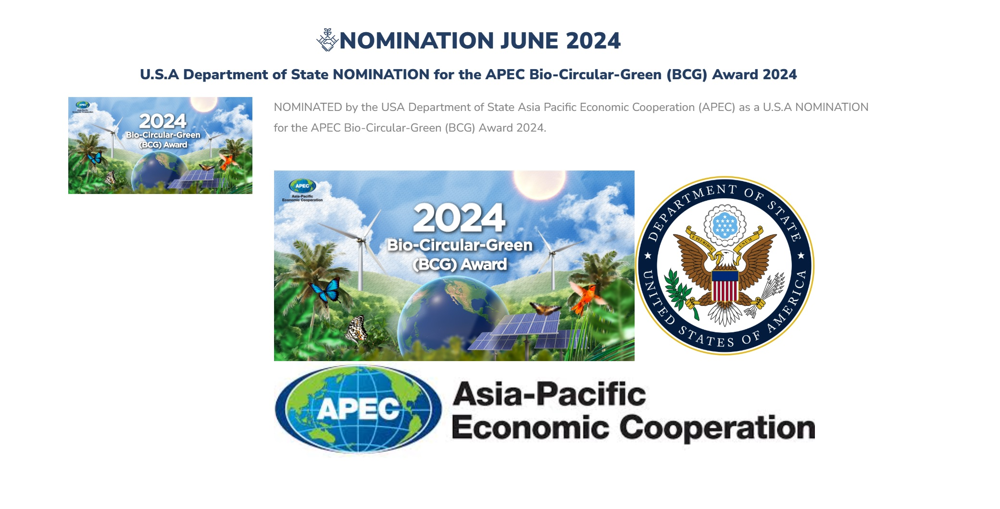 NOMINATION JUNE 2024
U.S.A Department of State NOMINATION for the APEC Bio-Circular-Green (BCG) Award 2024
APEC
Asia-Pacific
Economic Cooperation
2024
Bio-Circular-Green
(BCG) Award
NOMINATED by the USA Department of State Asia Pacific Economic Cooperation (APEC) as a U.S.A NOMINATION
for the APEC Bio-Circular-Green (BCG) Award 2024.
APEC
Asia-Pacific
Economic Cooperation
2024
Bio-Circular-Green
(BCG) Award
DEPARTMENT OF STATE
E PLURIBUS UNUM
UNITED STATES OF AMERICA
APEC
Asia-Pacific
Economic Cooperation